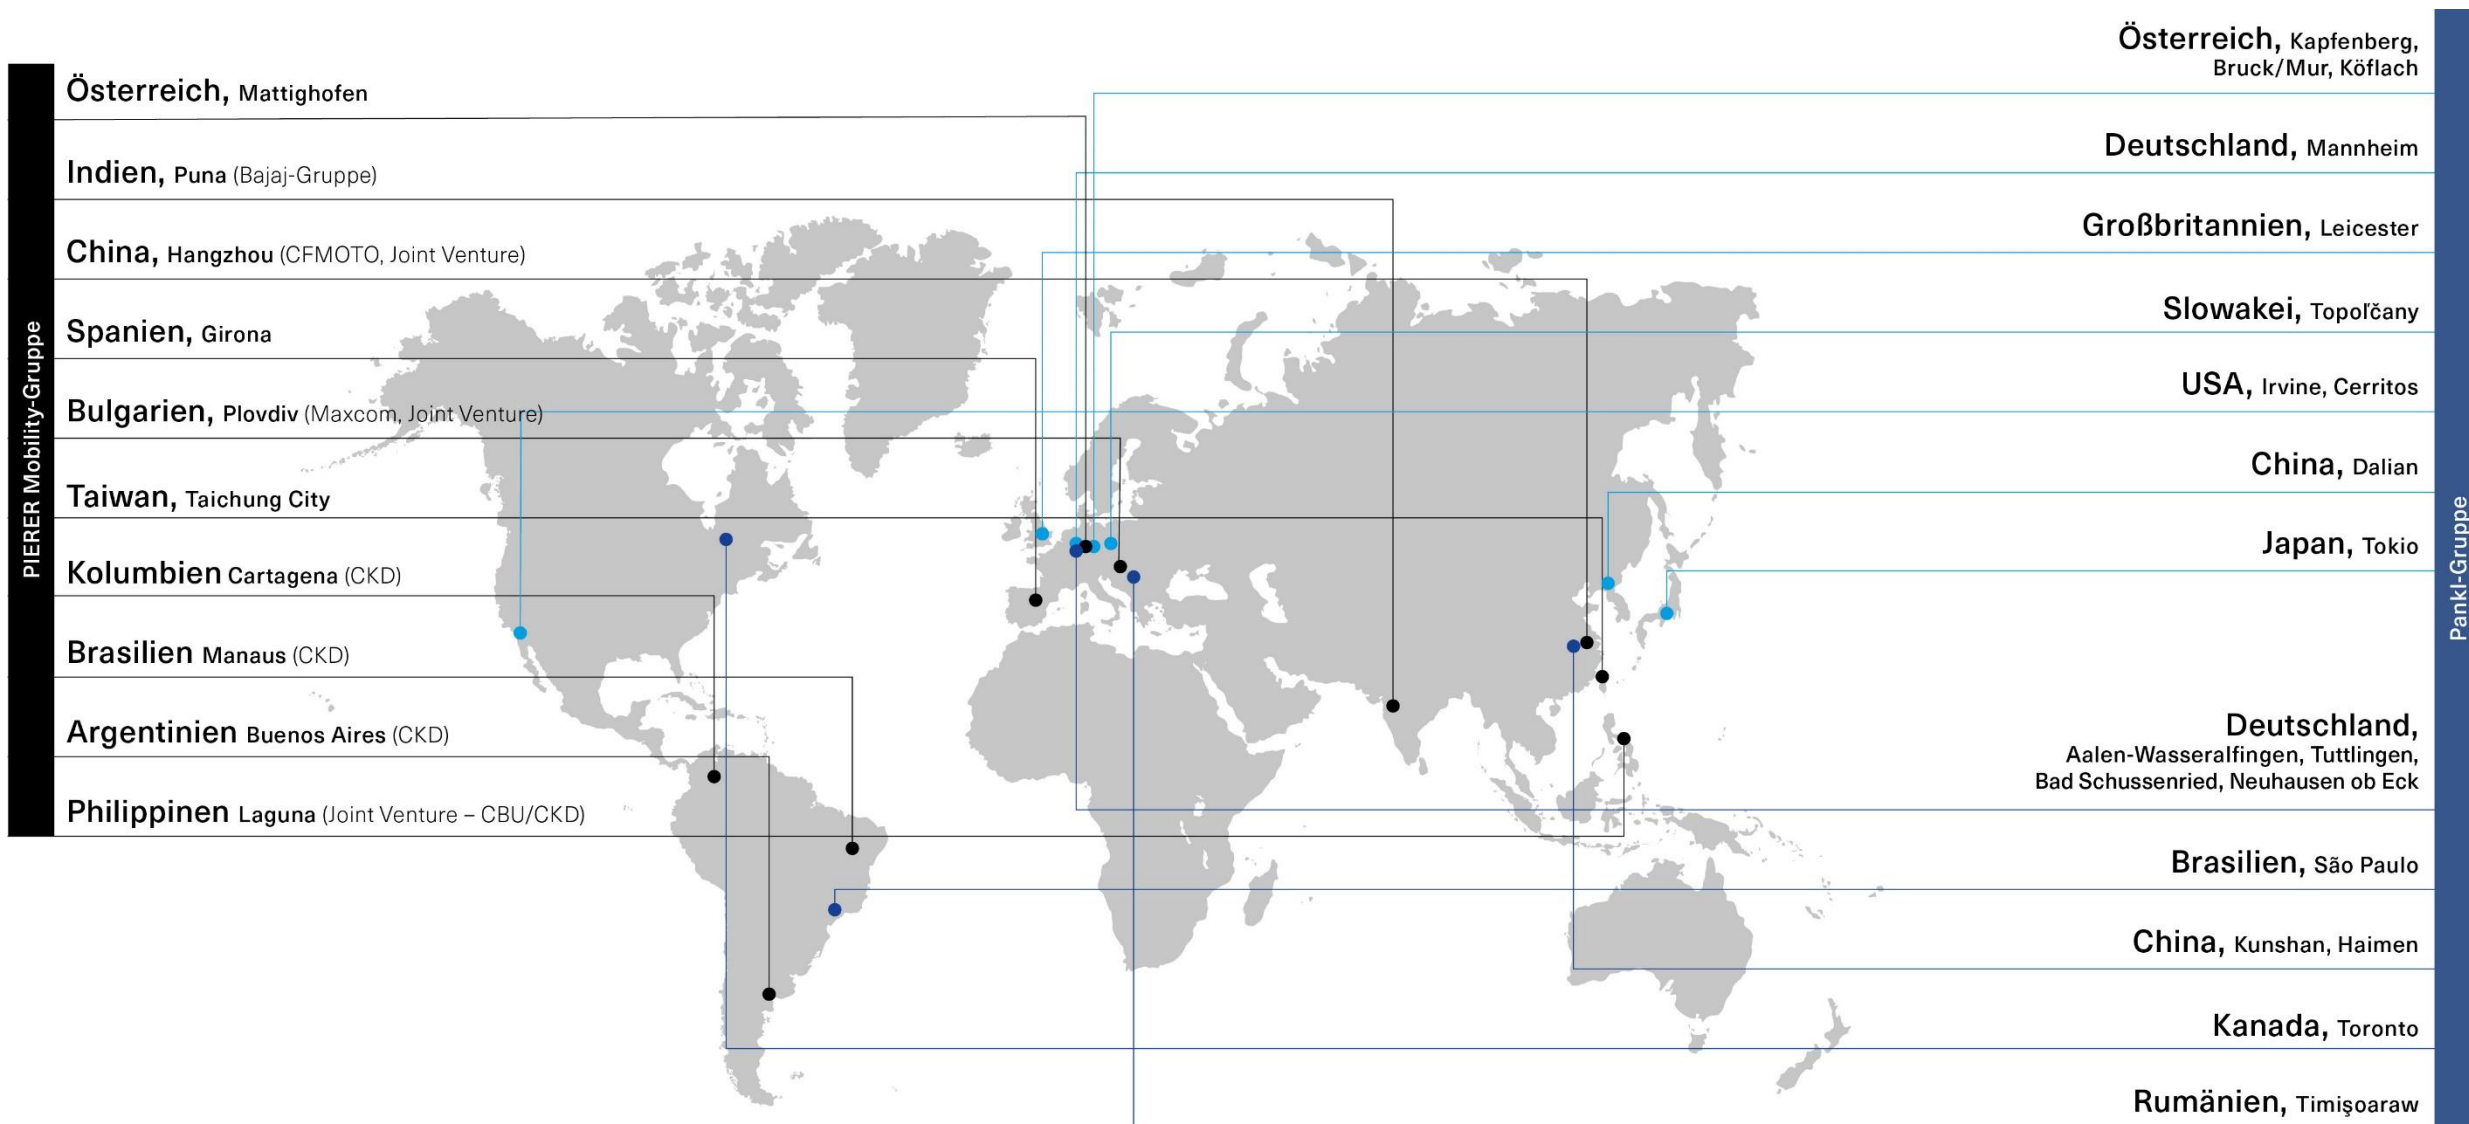 PIERER Mobility-Gruppe
Österreich, Mattighofen
Indien, Puna (Bajaj-Gruppe)
China, Hangzhou (CFMOTO, Joint Venture)
Spanien, Girona
Bulgarien, Plovdiv (Maxcom, Joint Venture)
Taiwan, Taichung City
Kolumbien Cartagena (CKD)
Brasilien Manaus (CKD)
Argentinien Buenos Aires (CKD)
Philippinen Laguna (Joint Venture – CBU/CKD)
Österreich, Kapfenberg,
Bruck/Mur, Köflach
Deutschland, Mannheim
Großbritannien, Leicester
Slowakei, Topoľčany
USA, Irvine, Cerritos
China, Dalian
Japan, Tokio
Deutschland,
Aalen-Wasseralfingen, Tuttlingen,
Bad Schussenried, Neuhausen ob Eck
Brasilien, São Paulo
China, Kunshan, Haimen
Kanada, Toronto
Rumänien, Timişoaraw
Pankl-Gruppe